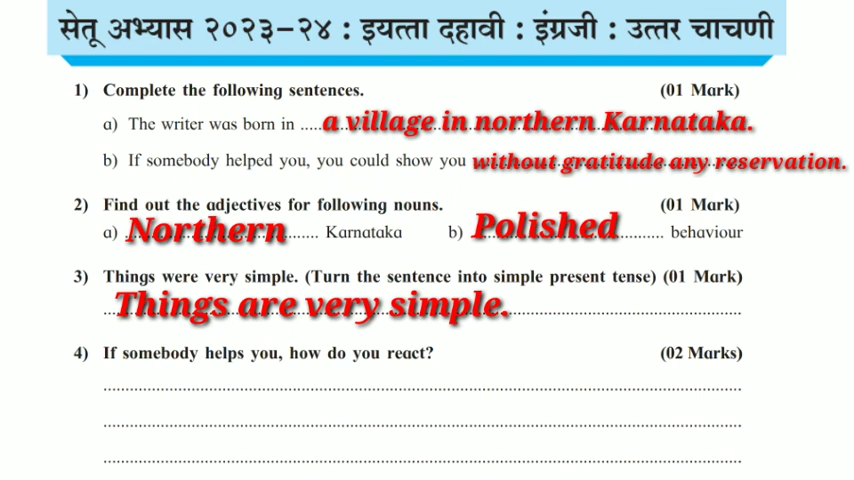 सेतू अभ्यास २०२३-२४ : इयत्ता दहावी : इंग्रजी : उत्तर चाचणी
1) Complete the following sentences. (01 Mark)
a) The writer was born in .....a village in northern Karnataka.
b) If somebody helped you, you could show you without gratitude any reservation.
2) Find out the adjectives for following nouns. (01 Mark)
a) Northern .......... Karnataka b) Polished .......... behaviour
3) Things were very simple. (Turn the sentence into simple present tense) (01 Mark)
...Things are very simple.
4) If somebody helps you, how do you react? (02 Marks)